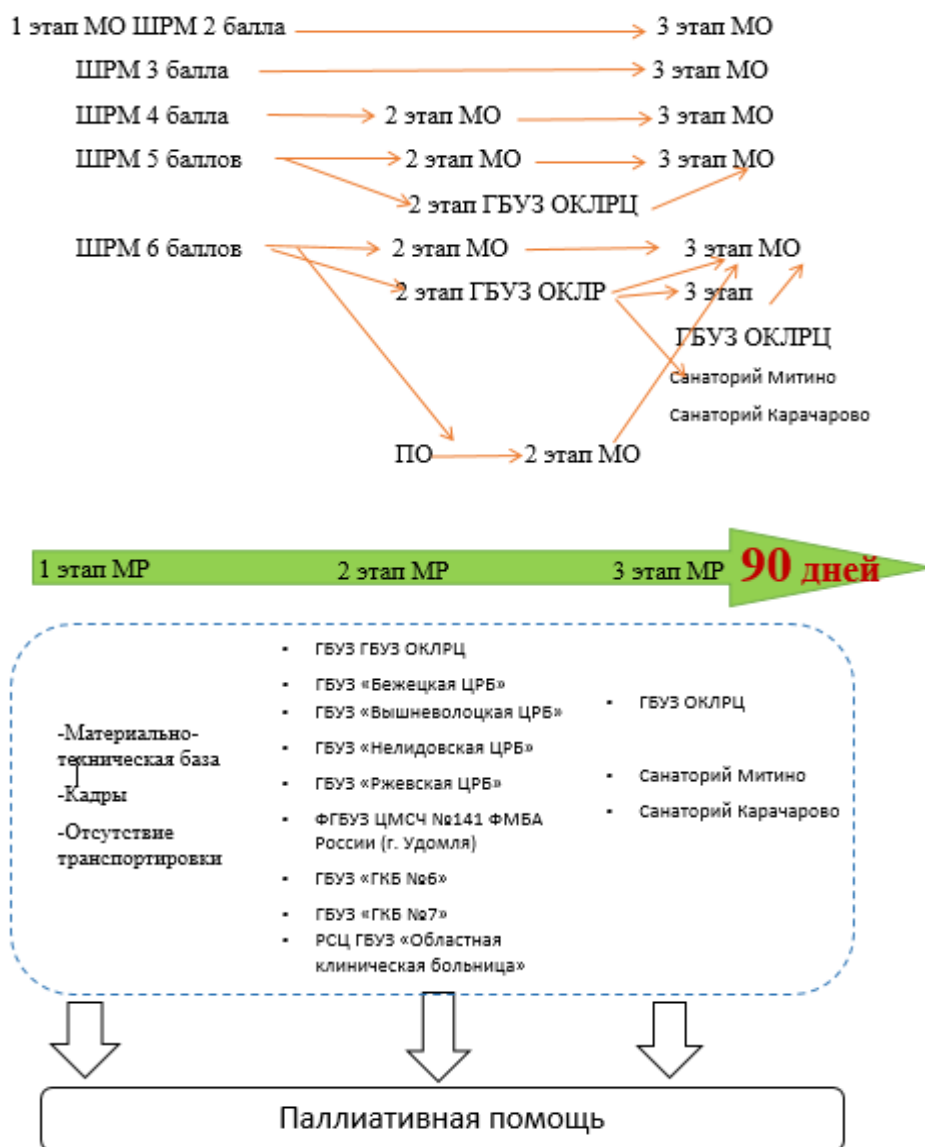 1 этап МО ШРМ 2 балла 3 этап МО
ШРМ 3 балла 3 этап МО
ШРМ 4 балла 2 этап МО 3 этап МО
ШРМ 5 баллов 2 этап МО 3 этап МО
2 этап ГБУЗ ОКЛРЦ
ШРМ 6 баллов 2 этап МО 3 этап МО
2 этап ГБУЗ ОКЛР 3 этап
ГБУЗ ОКЛРЦ
Санаторий Митино
Санаторий Карачарово
ПО 2 этап МО
1 этап МР 2 этап МР 3 этап МР 90 дней
-Материально-
техническая база
-Кадры
-Отсутствие
транспортировки
▪ ГБУЗ ГБУЗ ОКЛРЦ
▪ ГБУЗ «Бежецкая ЦРБ»
▪ ГБУЗ «Вышневолоцкая ЦРБ»
▪ ГБУЗ «Нелидовская ЦРБ»
▪ ГБУЗ «Ржевская ЦРБ»
▪ ФГБУЗ ЦМСЧ №141 ФМБА
России (г. Удомля)
▪ ГБУЗ «ГКБ №6»
▪ ГБУЗ «ГКБ №7»
▪ РСЦ ГБУЗ «Областная
клиническая больница»
▪ ГБУЗ ОКЛРЦ
▪ Санаторий Митино
▪ Санаторий Карачарово
Паллиативная помощь